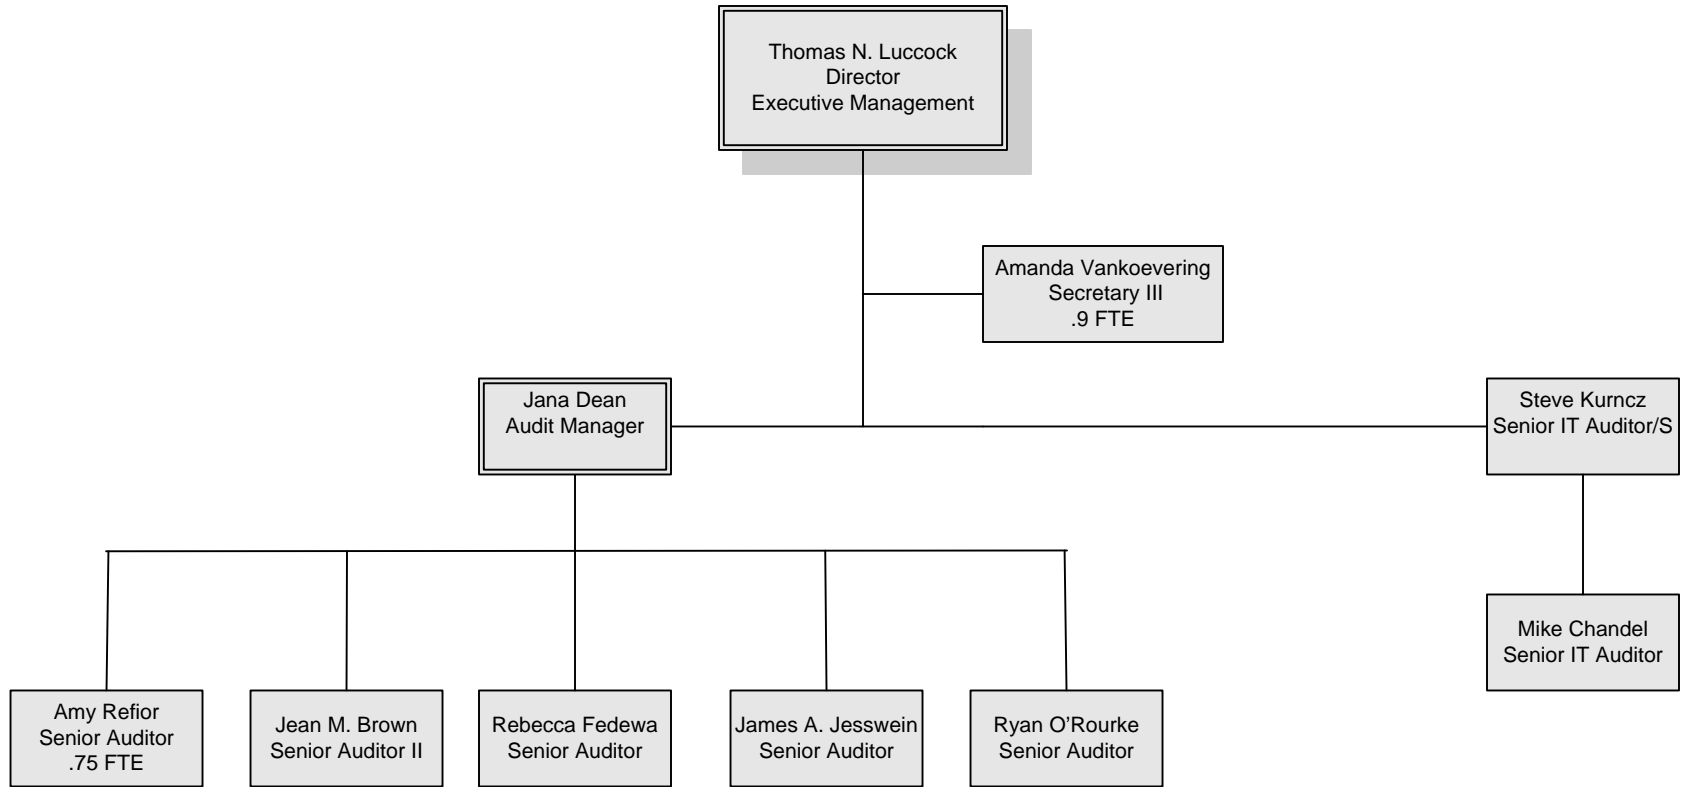 Thomas N. Luccock
Director
Executive Management
Amanda Vankoevering
Secretary III
.9 FTE
Jana Dean
Audit Manager
Steve Kurncz
Senior IT Auditor/S
Mike Chandel
Senior IT Auditor
Amy Refior
Senior Auditor
.75 FTE
Jean M. Brown
Senior Auditor II
Rebecca Fedewa
Senior Auditor
James A. Jesswein
Senior Auditor
Ryan O’Rourke
Senior Auditor